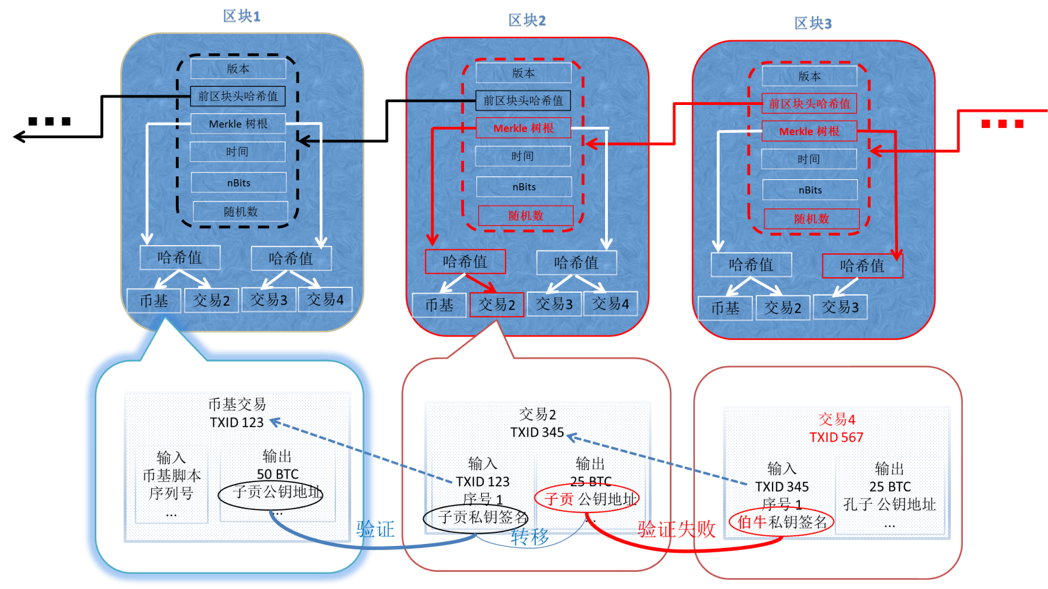 区块1
区块2
区块3
版本
前区块头哈希值
Merkle 树根
时间
nBits
随机数
哈希值
哈希值
币基
交易2
交易3
交易4
版本
前区块头哈希值
Merkle 树根
时间
nBits
随机数
哈希值
哈希值
币基
交易2
交易3
交易4
版本
前区块头哈希值
Merkle 树根
时间
nBits
随机数
哈希值
哈希值
币基
交易2
交易3
币基交易
TXID 123
输入
币基脚本
序列号
...
输出
50 BTC
子贡公钥地址
...
交易2
TXID 345
输入
TXID 123
序号 1
子贡私钥签名
输出
25 BTC
子贡 公钥地址
...
交易4
TXID 567
输入
TXID 345
序号 1
伯牛私钥签名
输出
25 BTC
孔子 公钥地址
...
验证
转移
验证失败